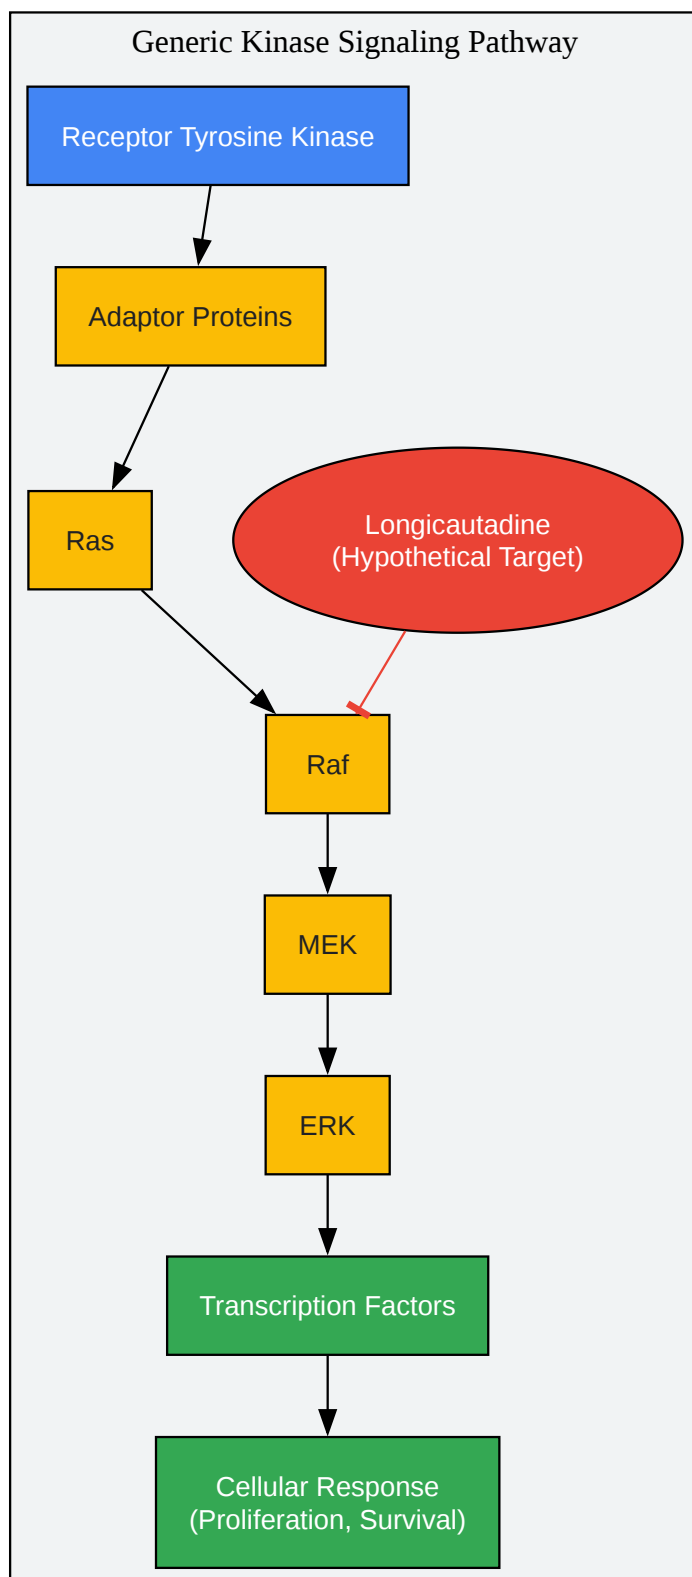 Generic Kinase Signaling Pathway
Receptor Tyrosine Kinase
Adaptor Proteins
Ras
Longicautadine
(Hypothetical Target)
Raf
MEK
ERK
Transcription Factors
Cellular Response
(Proliferation, Survival)